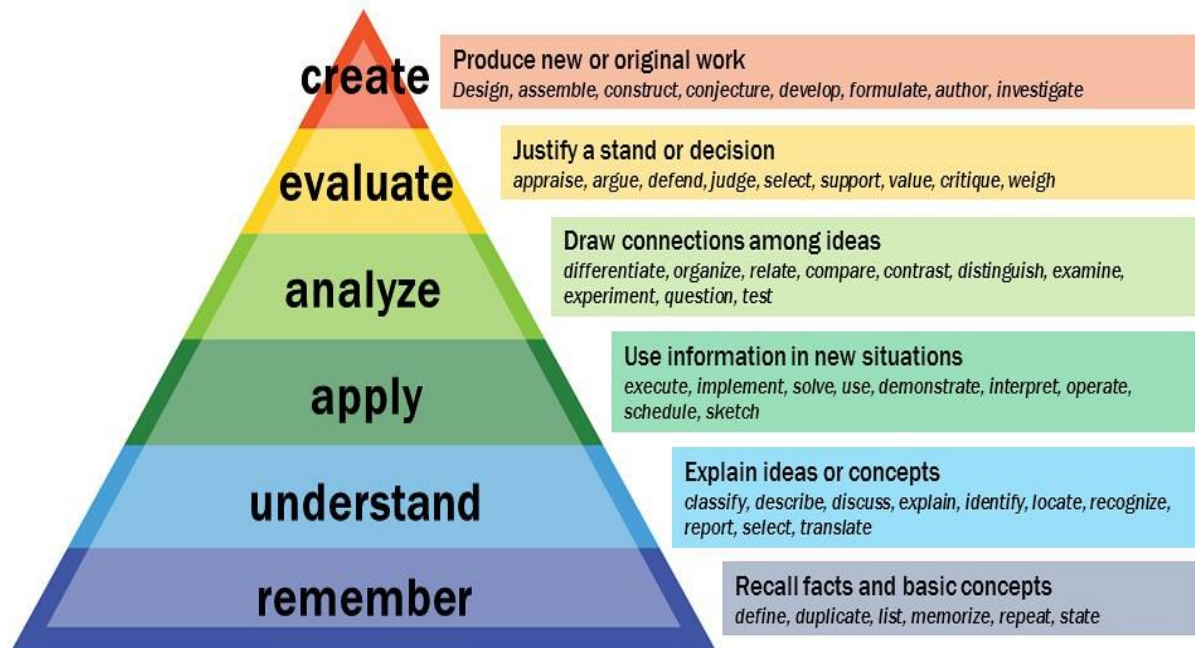 create
Produce new or original work
Design, assemble, construct, conjecture, develop, formulate, author, investigate
evaluate
Justify a stand or decision
appraise, argue, defend, judge, select, support, value, critique, weigh
analyze
Draw connections among ideas
differentiate, organize, relate, compare, contrast, distinguish, examine,
experiment, question, test
apply
Use information in new situations
execute, implement, solve, use, demonstrate, interpret, operate,
schedule, sketch
understand
Explain ideas or concepts
classify, describe, discuss, explain, identify, locate, recognize,
report, select, translate
remember
Recall facts and basic concepts
define, duplicate, list, memorize, repeat, state